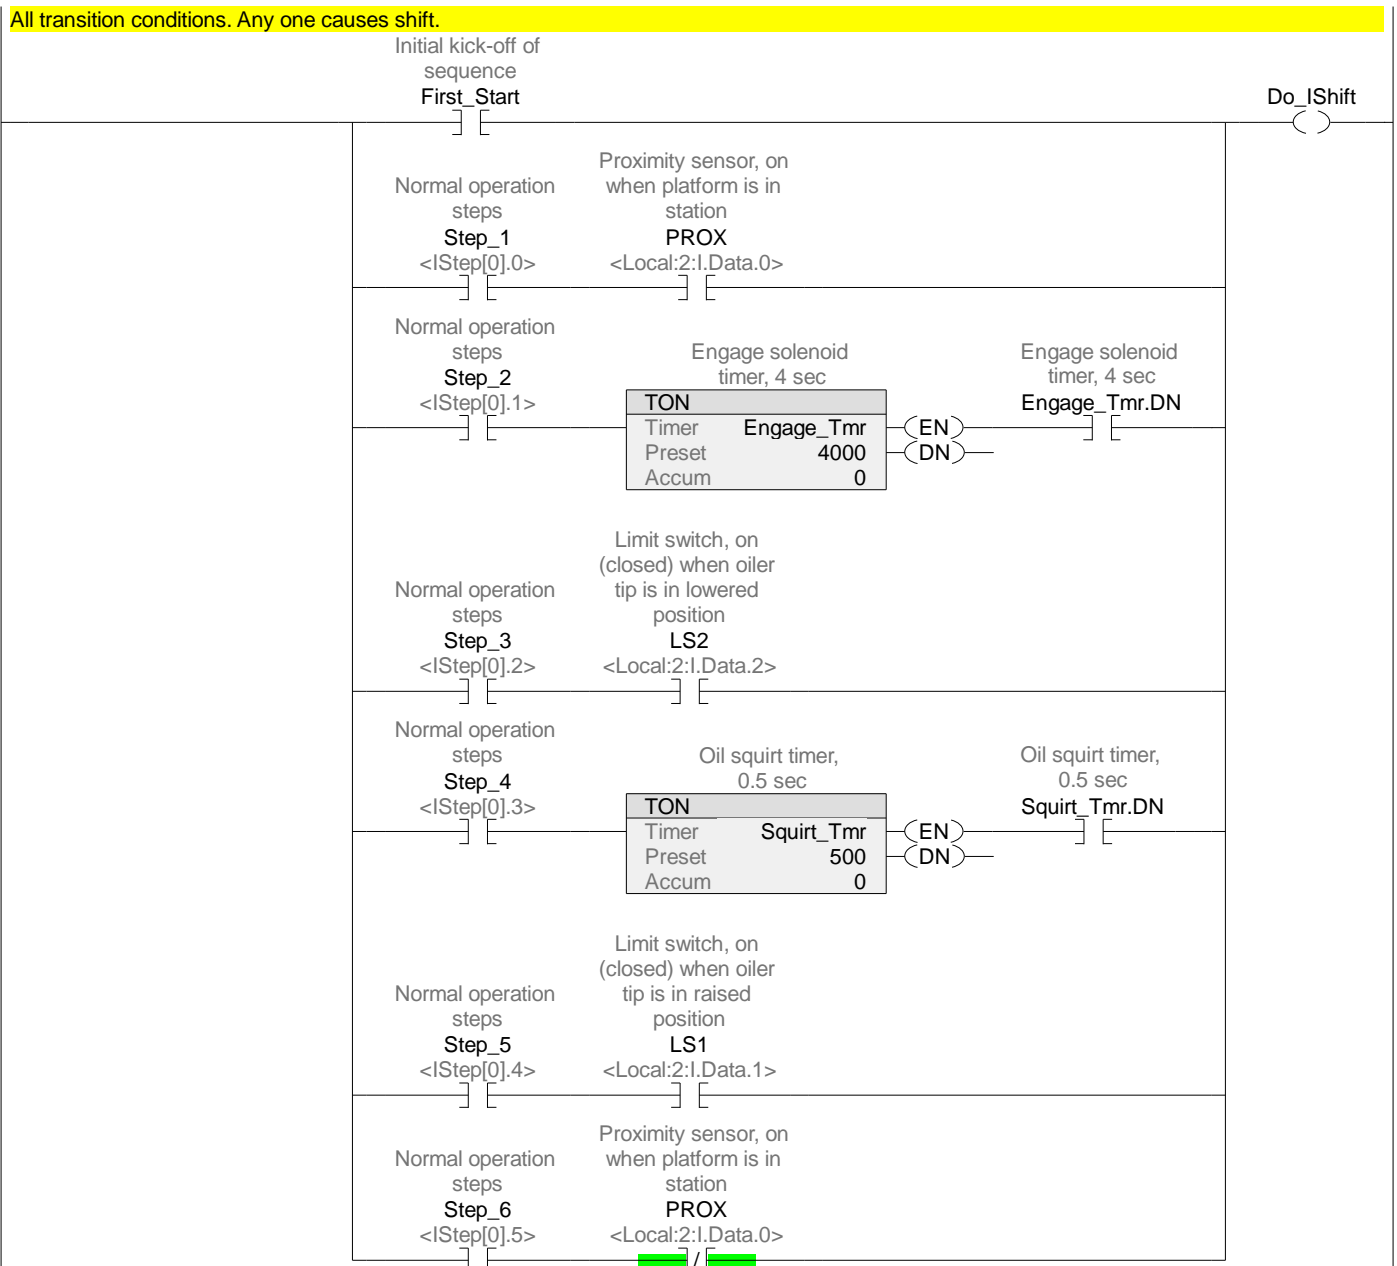 All transition conditions. Any one causes shift.
Initial kick-off of
sequence
First_Start
Do_IShift
Normal operation
steps
Step_1
<IStep[0].0>
Proximity sensor, on
when platform is in
station
PROX
<Local:2:I.Data.0>
Normal operation
steps
Step_2
<IStep[0].1>
Engage solenoid
timer, 4 sec
TON
Timer Engage_Tmr
Preset 4000
Accum 0
EN
DN
Engage solenoid
timer, 4 sec
Engage_Tmr.DN
Normal operation
steps
Step_3
<IStep[0].2>
Limit switch, on
(closed) when oiler
tip is in lowered
position
LS2
<Local:2:I.Data.2>
Normal operation
steps
Step_4
<IStep[0].3>
Oil squirt timer,
0.5 sec
TON
Timer Squirt_Tmr
Preset 500
Accum 0
EN
DN
Oil squirt timer,
0.5 sec
Squirt_Tmr.DN
Normal operation
steps
Step_5
<IStep[0].4>
Limit switch, on
(closed) when oiler
tip is in raised
position
LS1
<Local:2:I.Data.1>
Normal operation
steps
Step_6
<IStep[0].5>
Proximity sensor, on
when platform is in
station
PROX
<Local:2:I.Data.0>